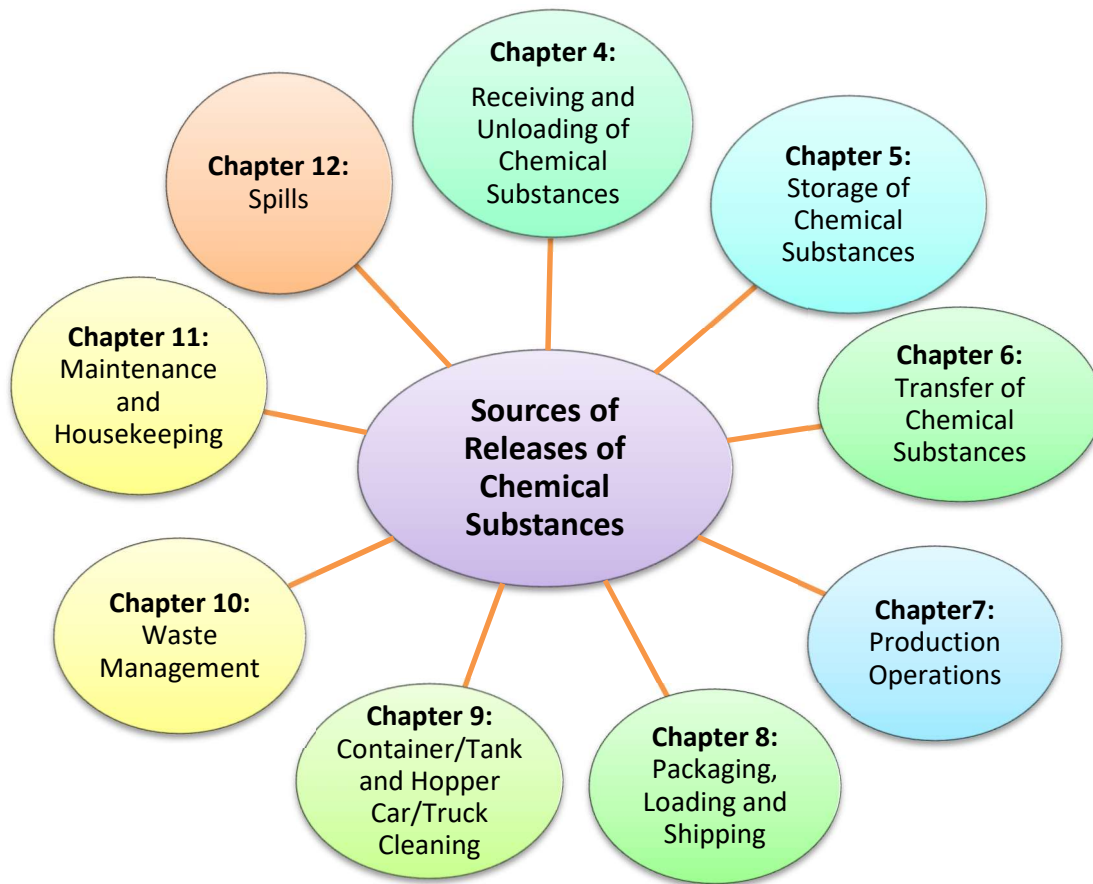 Chapter 4:
Receiving and
Unloading of
Chemical
Substances
Chapter 5:
Storage of
Chemical
Substances
Chapter 6:
Transfer of
Chemical
Substances
Chapter7:
Production
Operations
Chapter 8:
Packaging,
Loading and
Shipping
Chapter 9:
Container/Tank
and Hopper
Car/Truck
Cleaning
Chapter 10:
Waste
Management
Chapter 11:
Maintenance
and
Housekeeping
Chapter 12:
Spills
Sources of
Releases of
Chemical
Substances